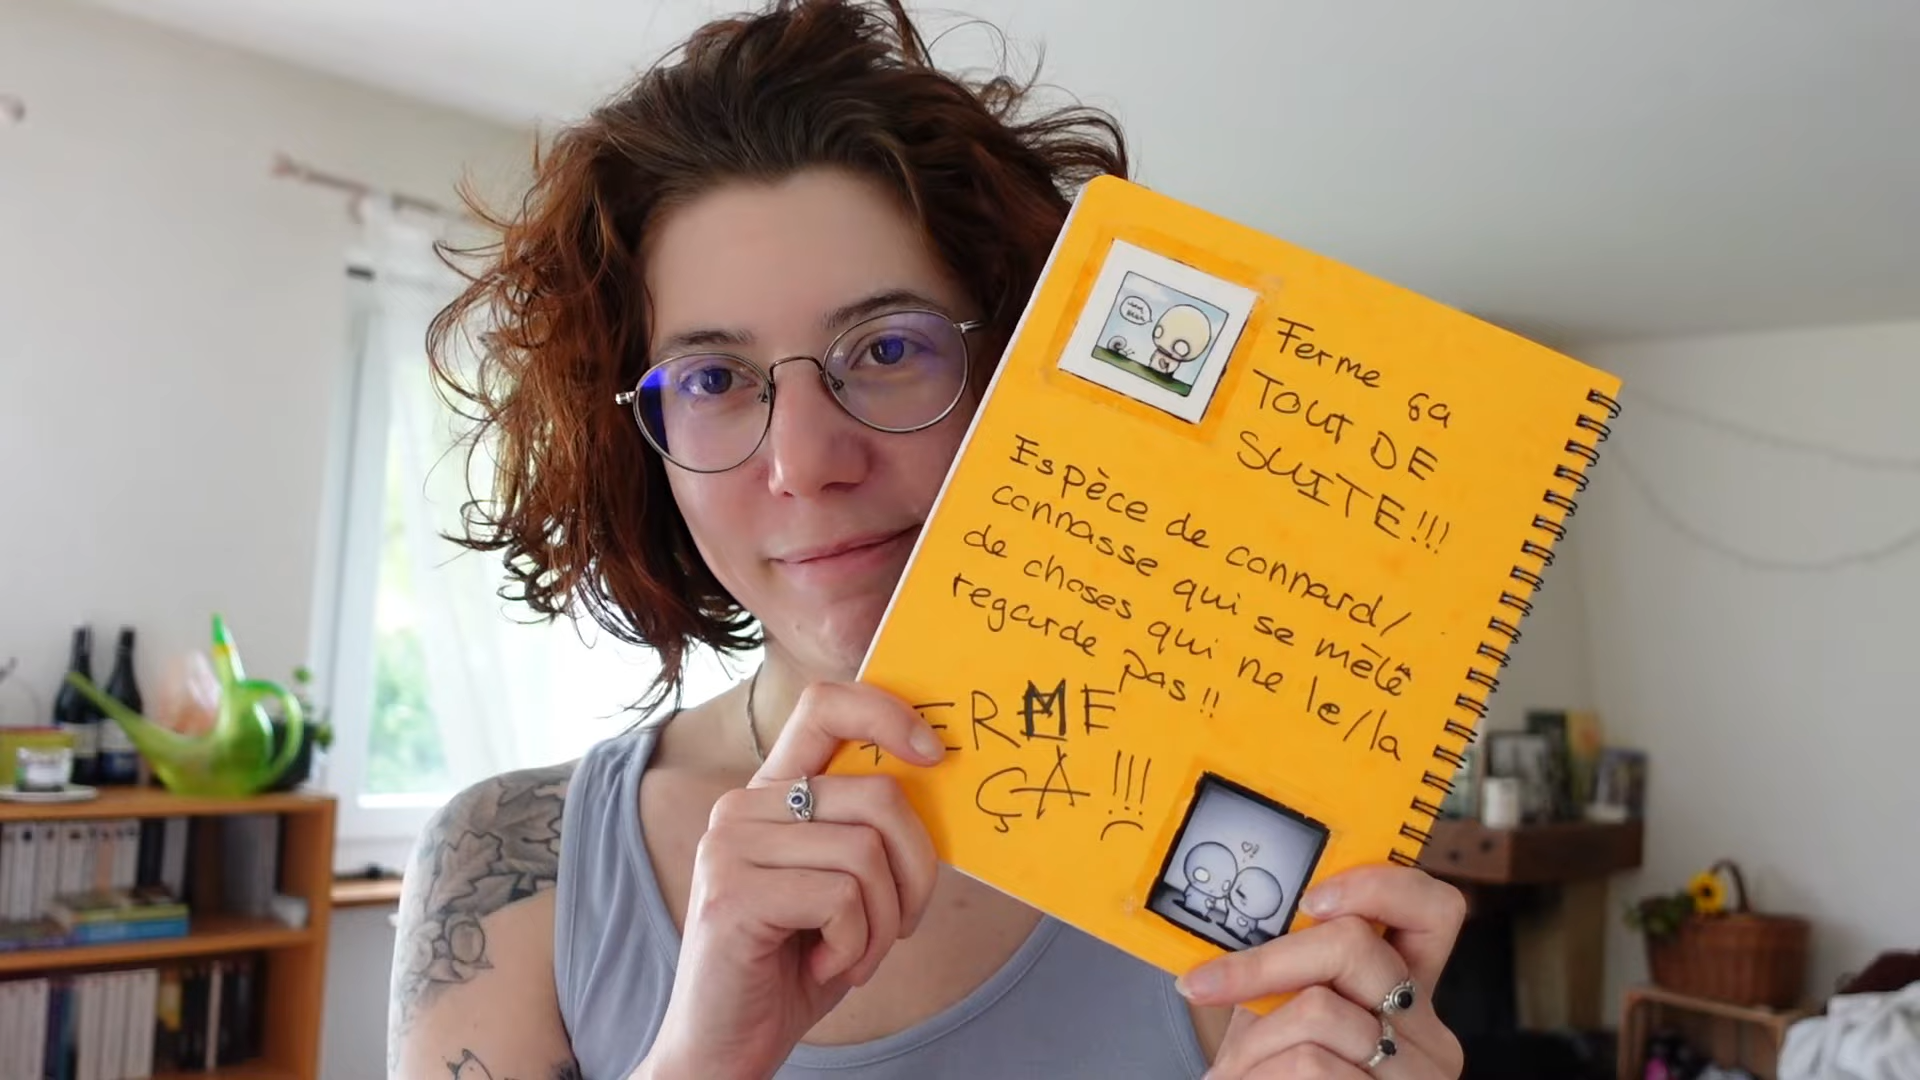 Ferme ça
TOUT DE
SUITE!!!
Espèce de connard/
connasse qui se mêle
de choses qui ne le/la
regarde pas !!
FERME
ÇA !!!